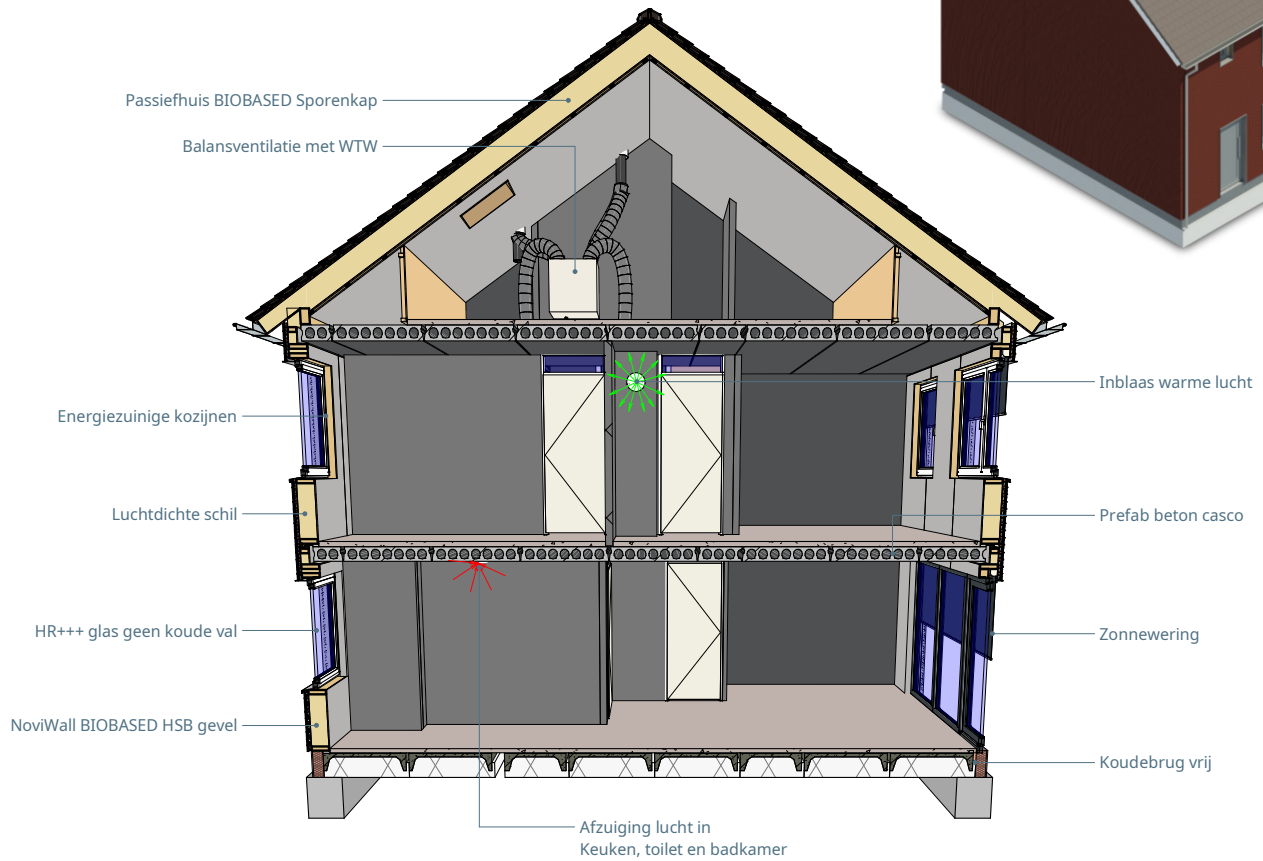 Passiefhuis BIOBASED Sporenkap
Balansventilatie met WTW
Energiezuinige kozijnen
Luchtdichte schil
HR+++ glas geen koude val
NoviWall BIOBASED HSB gevel
Inblaas warme lucht
Prefab beton casco
Zonnewering
Koudebrug vrij
Afzuiging lucht in
Keuken, toilet en badkamer